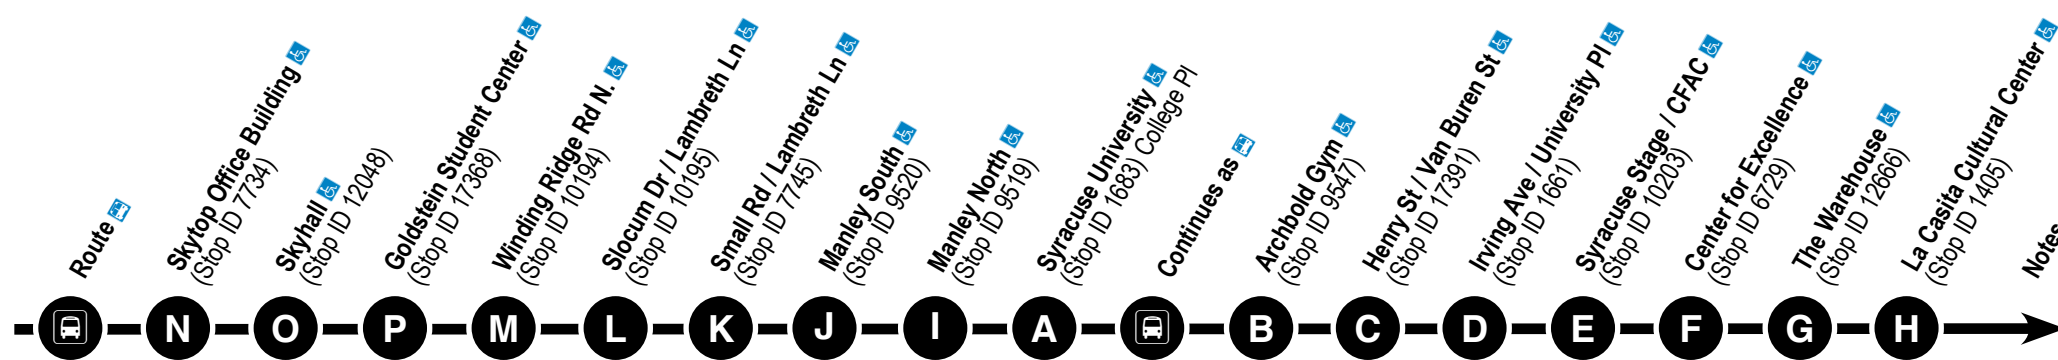 Route
Skytop Office Building
(Stop ID 7734)
Skyhall
(Stop ID 12048)
Goldstein Student Center
(Stop ID 17368)
Winding Ridge Rd N.
(Stop ID 10194)
Slocum Dr / Lambreth Ln
(Stop ID 10195)
Small Rd / Lambreth Ln
(Stop ID 7745)
Manley South
(Stop ID 9520)
Manley North
(Stop ID 9519)
Syracuse University
(Stop ID 1683) College Pl
Continues as
Archbold Gym
(Stop ID 9547)
Henry St / Van Buren St
(Stop ID 17391)
Irving Ave / University Pl
(Stop ID 1661)
Syracuse Stage / CFAC
(Stop ID 10203)
Center for Excellence
(Stop ID 6729)
The Warehouse
(Stop ID 12666)
La Casita Cultural Center
(Stop ID 1405)
Notes
N O P M L K J I A B C D E F G H